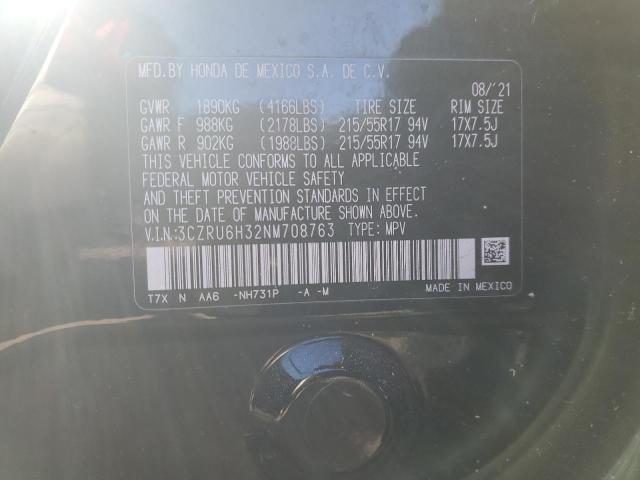 MFD.BY HONDA DE MEXICO S.A. DE C.V.
08/'21
GVWR 1890KG (4166LBS) TIRE SIZE RIM SIZE
GAWR F 988KG (2178LBS) 215/55R17 94V 17X7.5J
GAWR R 902KG (1988LBS) 215/55R17 94V 17X7.5J
THIS VEHICLE CONFORMS TO ALL APPLICABLE
FEDERAL MOTOR VEHICLE SAFETY
AND THEFT PREVENTION STANDARDS IN EFFECT
ON THE DATE OF MANUFACTURE SHOWN ABOVE.
V.I.N.:3CZRU6H32NM708763 TYPE: MPV
T7X N AA6 -NH731P -A -M
MADE IN MEXICO